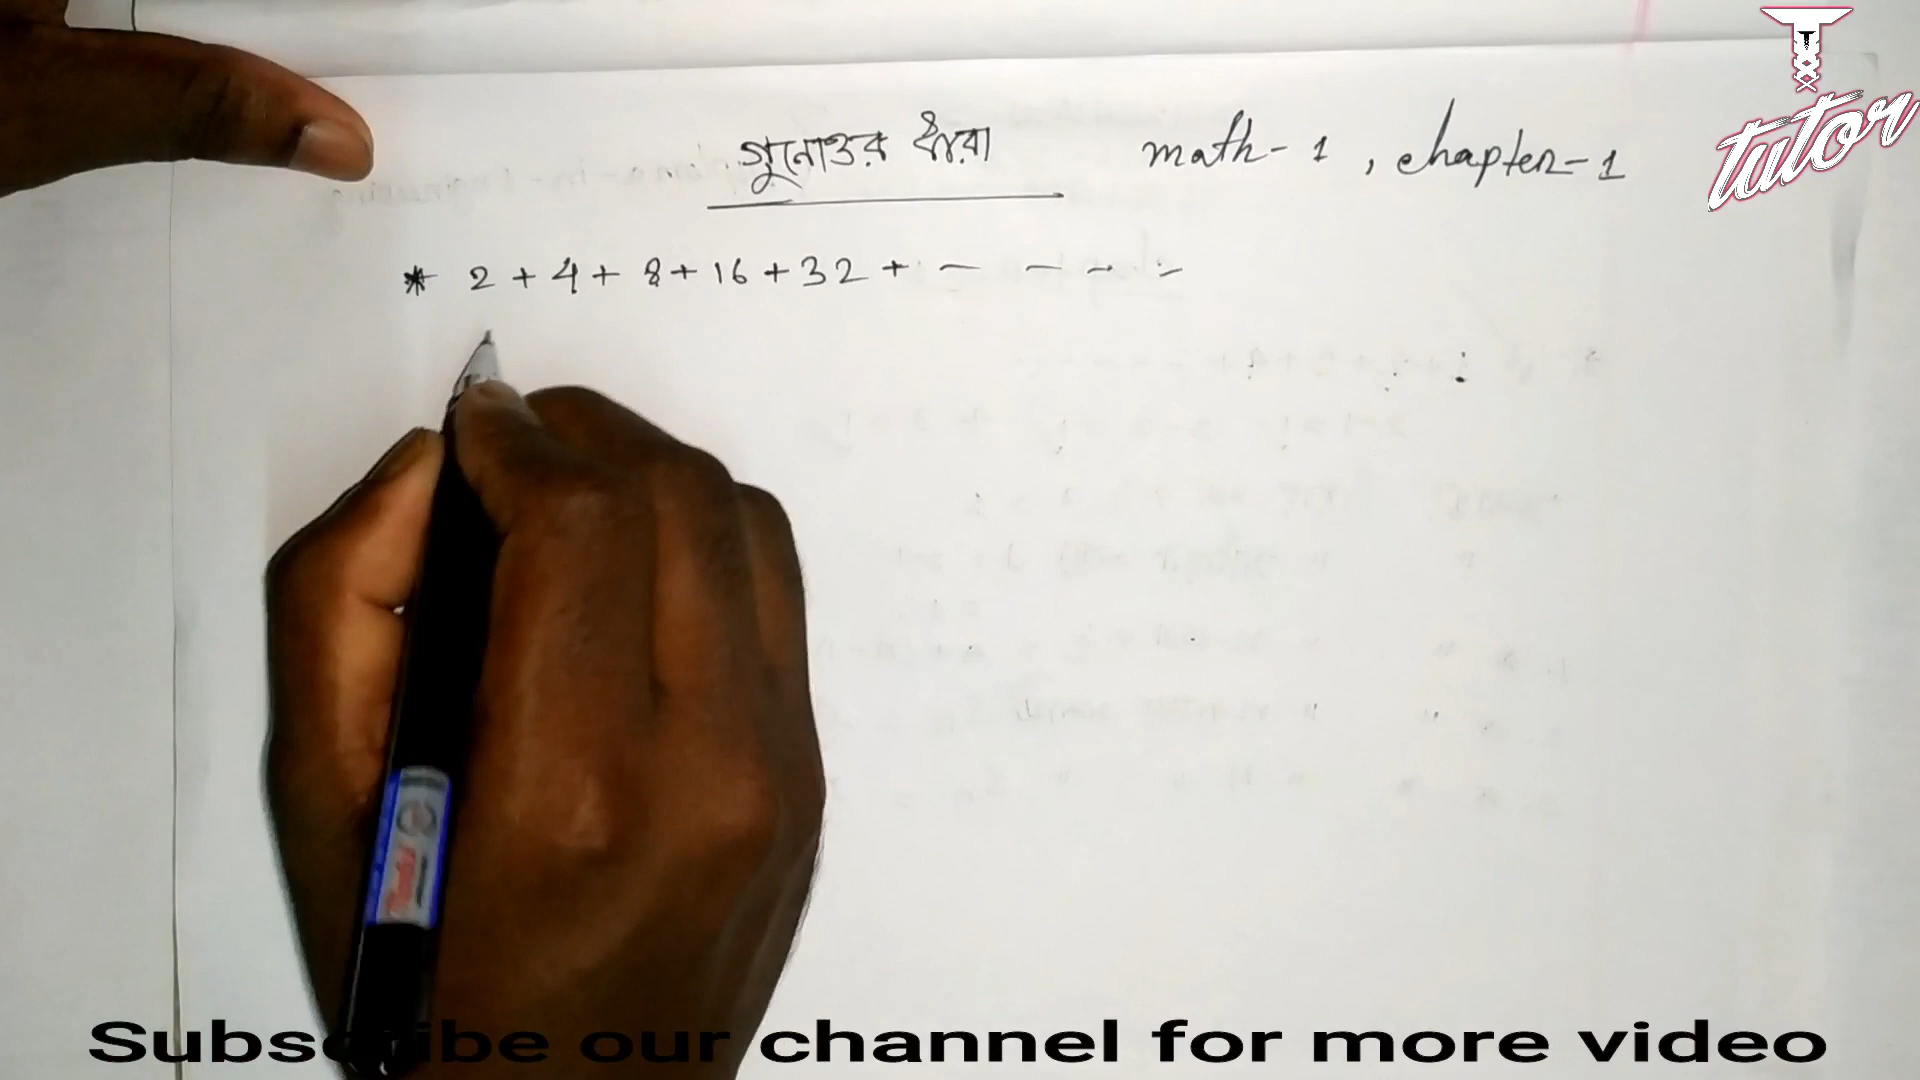 গুনোত্তর ধারা math-1, chapter-1
* 2 + 4 + 8 + 16 + 32 + - - - -
T
tutor
Subscribe our channel for more video